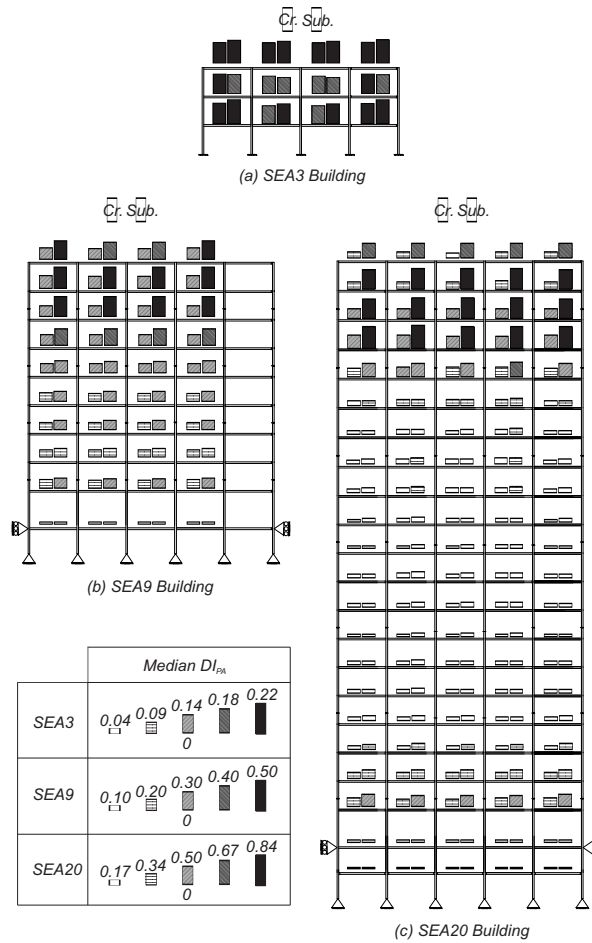 Cr. Sub.
(a) SEA3 Building
Cr. Sub.
Cr. Sub.
(b) SEA9 Building
Median DI_PA
SEA3 0.04 0.09 0.14 0.18 0.22
0
SEA9 0.10 0.20 0.30 0.40 0.50
0
SEA20 0.17 0.34 0.50 0.67 0.84
0
(c) SEA20 Building